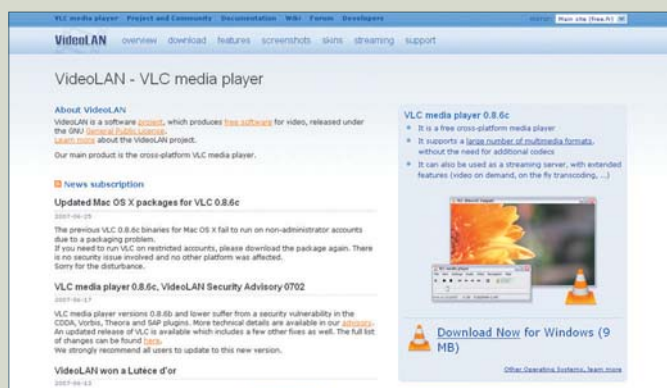 VLC media player Project and Community Documentation Wiki Forum Developers
Mirror: Main site (free.fr)
VideoLAN overview download features screenshots skins streaming support
VideoLAN - VLC media player
About VideoLAN
VideoLAN is a software project, which produces free software for video, released under
the GNU General Public License.
Learn more about the VideoLAN project.
Our main product is the cross-platform VLC media player.
News subscription
Updated Mac OS X packages for VLC 0.8.6c
2007-06-25
The previous VLC 0.8.6c binaries for Mac OS X fail to run on non-administrator accounts
due to a packaging problem.
If you need to run VLC on restricted accounts, please download the package again. There
is no security issue involved and no other platform was affected.
Sorry for the disturbance.
VLC media player 0.8.6c, VideoLAN Security Advisory 0702
2007-06-17
VLC media player versions 0.8.6b and lower suffer from a security vulnerability in the
CDDA, Vorbis, Theora and SAP plugins. More technical details are available in our advisory.
An updated release of VLC is available which includes a few other fixes as well. The full list
of changes can be found here.
We strongly recommend all users to update to this new version.
VideoLAN won a Lutèce d'or
2007-06-13
VLC media player 0.8.6c
It is a free cross-platform media player
It supports a large number of multimedia formats,
without the need for additional codecs
It can also be used as a streaming server, with extended
features (video on demand, on the fly transcoding, ...)
VLC media player
Download Now for Windows (9
MB)
Other Operating Systems, learn more